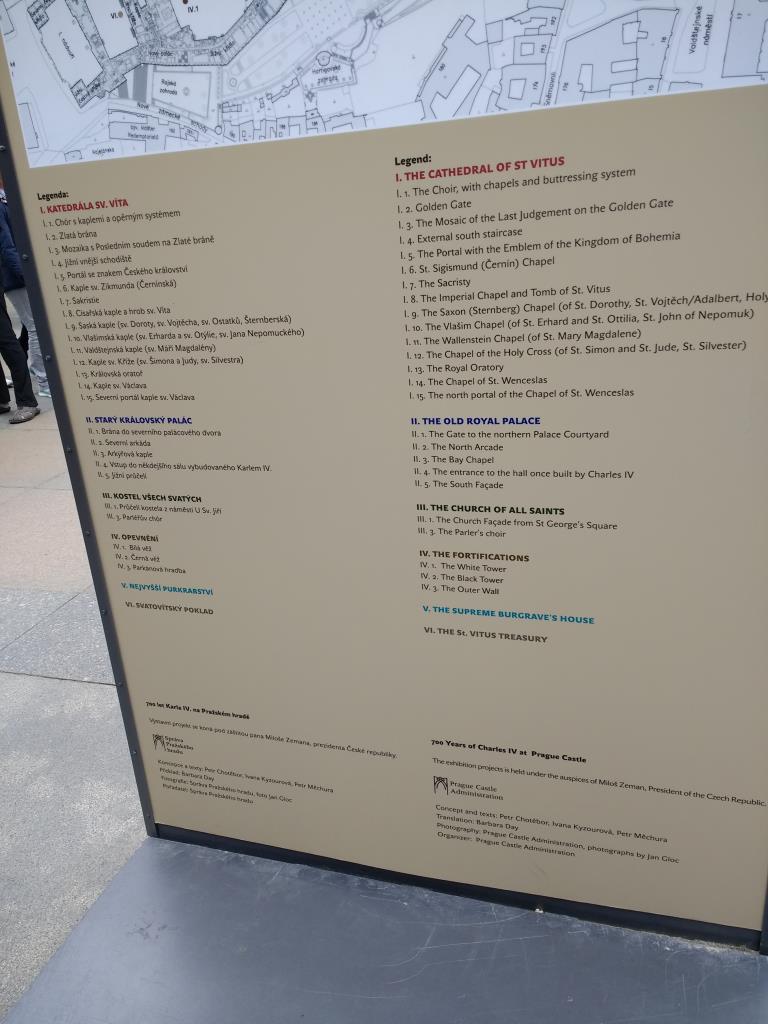 VI.
IV.1
Rajská
zahrada
Hartigovská
zahrada
Valdštejnské
náměstí
Sněmovní
Nové
zámecké
schody
Legenda:
I. KATEDRÁLA SV. VÍTA
I. 1. Chór s kaplemi a opěrným systémem
I. 2. Zlatá brána
I. 3. Mozaika s Posledním soudem na Zlaté bráně
I. 4. Jižní vnější schodiště
I. 5. Portál se znakem Českého království
I. 6. Kaple sv. Zikmunda (Černínská)
I. 7. Sakristie
I. 8. Císařská kaple a hrob sv. Víta
I. 9. Saská kaple (sv. Doroty, sv. Vojtěcha, sv. Ostatků, Šternberská)
I. 10. Vlašimská kaple (sv. Erharda a sv. Otýlie, sv. Jana Nepomuckého)
I. 11. Valdštejnská kaple (sv. Máří Magdalény)
I. 12. Kaple sv. Kříže (sv. Šimona a Judy, sv. Silvestra)
I. 13. Královská oratoř
I. 14. Kaple sv. Václava
I. 15. Severní portál kaple sv. Václava
II. STARÝ KRÁLOVSKÝ PALÁC
II. 1. Brána do severního palácového dvora
II. 2. Severní arkáda
II. 3. Arkýřová kaple
II. 4. Vstup do někdejšího sálu vybudovaného Karlem IV.
II. 5. Jižní průčelí
III. KOSTEL VŠECH SVATÝCH
III. 1. Průčelí kostela z náměstí U Sv. Jiří
III. 3. Parléřův chór
IV. OPEVNĚNÍ
IV. 1. Bílá věž
IV. 2. Černá věž
IV. 3. Parkánová hradba
V. NEJVYŠŠÍ PURKRABSTVÍ
VI. SVATOVÍTSKÝ POKLAD
700 let Karla IV. na Pražském hradě
Výstavní projekt se koná pod záštitou pana Miloše Zemana, prezidenta České republiky.
Správa
Pražského
hradu
Koncepce a texty: Petr Chotěbor, Ivana Kyzourová, Petr Měchura
Překlad: Barbara Day
Fotografie: Správa Pražského hradu, foto Jan Gloc
Pořadatel: Správa Pražského hradu
Legend:
I. THE CATHEDRAL OF ST VITUS
I. 1. The Choir, with chapels and buttressing system
I. 2. Golden Gate
I. 3. The Mosaic of the Last Judgement on the Golden Gate
I. 4. External south staircase
I. 5. The Portal with the Emblem of the Kingdom of Bohemia
I. 6. St. Sigismund (Černín) Chapel
I. 7. The Sacristy
I. 8. The Imperial Chapel and Tomb of St. Vitus
I. 9. The Saxon (Sternberg) Chapel (of St. Dorothy, St. Vojtěch/Adalbert, Holy
I. 10. The Vlašim Chapel (of St. Erhard and St. Ottilia, St. John of Nepomuk)
I. 11. The Wallenstein Chapel (of St. Mary Magdalene)
I. 12. The Chapel of the Holy Cross (of St. Simon and St. Jude, St. Silvester)
I. 13. The Royal Oratory
I. 14. The Chapel of St. Wenceslas
I. 15. The north portal of the Chapel of St. Wenceslas
II. THE OLD ROYAL PALACE
II. 1. The Gate to the northern Palace Courtyard
II. 2. The North Arcade
II. 3. The Bay Chapel
II. 4. The entrance to the hall once built by Charles IV
II. 5. The South Façade
III. THE CHURCH OF ALL SAINTS
III. 1. The Church Façade from St George's Square
III. 3. The Parler's choir
IV. THE FORTIFICATIONS
IV. 1. The White Tower
IV. 2. The Black Tower
IV. 3. The Outer Wall
V. THE SUPREME BURGRAVE'S HOUSE
VI. THE St. VITUS TREASURY
700 Years of Charles IV at Prague Castle
The exhibition projects is held under the auspices of Miloš Zeman, President of the Czech Republic.
Prague Castle
Administration
Concept and texts: Petr Chotěbor, Ivana Kyzourová, Petr Měchura
Translation: Barbara Day
Photography: Prague Castle Administration, photographs by Jan Gloc
Organizer: Prague Castle Administration